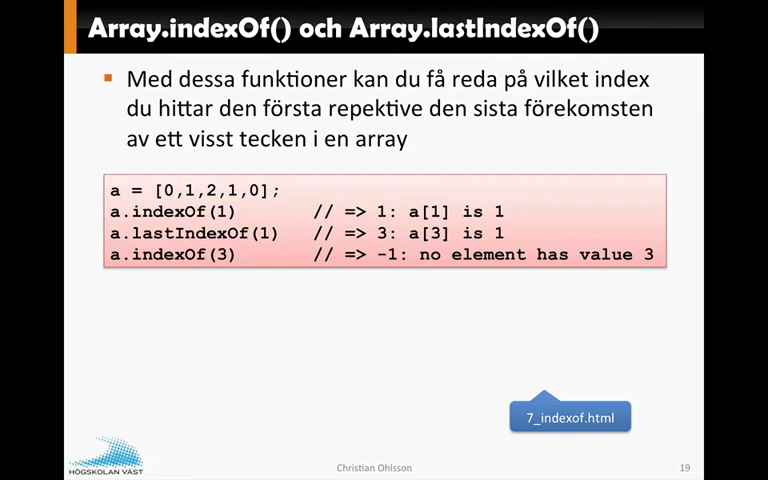 Array.indexOf() och Array.lastIndexOf()
Med dessa funktioner kan du få reda på vilket index
du hittar den första repektive den sista förekomsten
av ett visst tecken i en array
a = [0,1,2,1,0];
a.indexOf(1) // => 1: a[1] is 1
a.lastIndexOf(1) // => 3: a[3] is 1
a.indexOf(3) // => -1: no element has value 3
7_indexof.html
HÖGSKOLAN VÄST
Christian Ohlsson
19